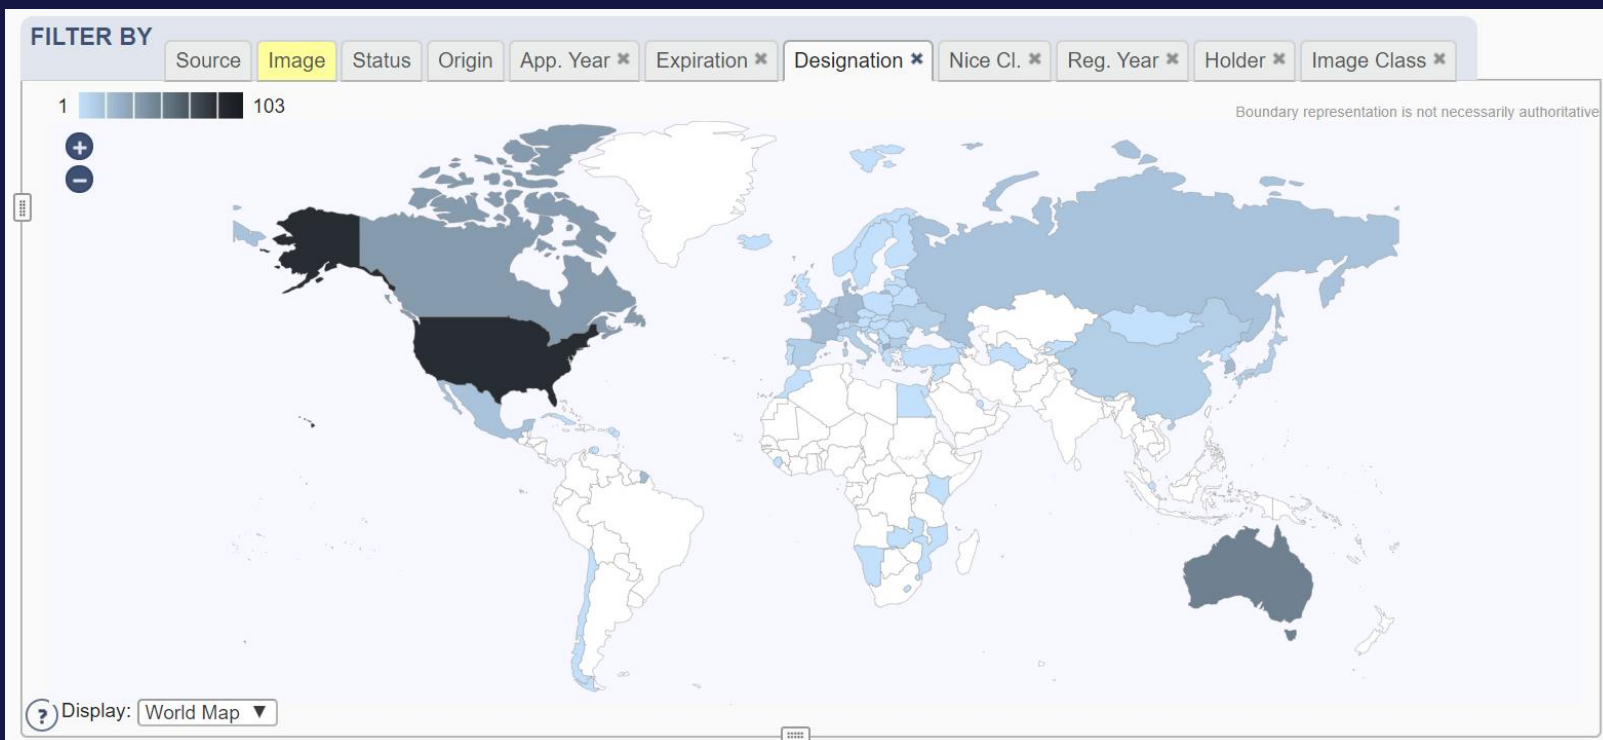 FILTER BY
Source Image Status Origin App. Year ✖ Expiration ✖ Designation ✖ Nice Cl. ✖ Reg. Year ✖ Holder ✖ Image Class ✖
1 103
Boundary representation is not necessarily authoritative
+
−
? Display: World Map ▼